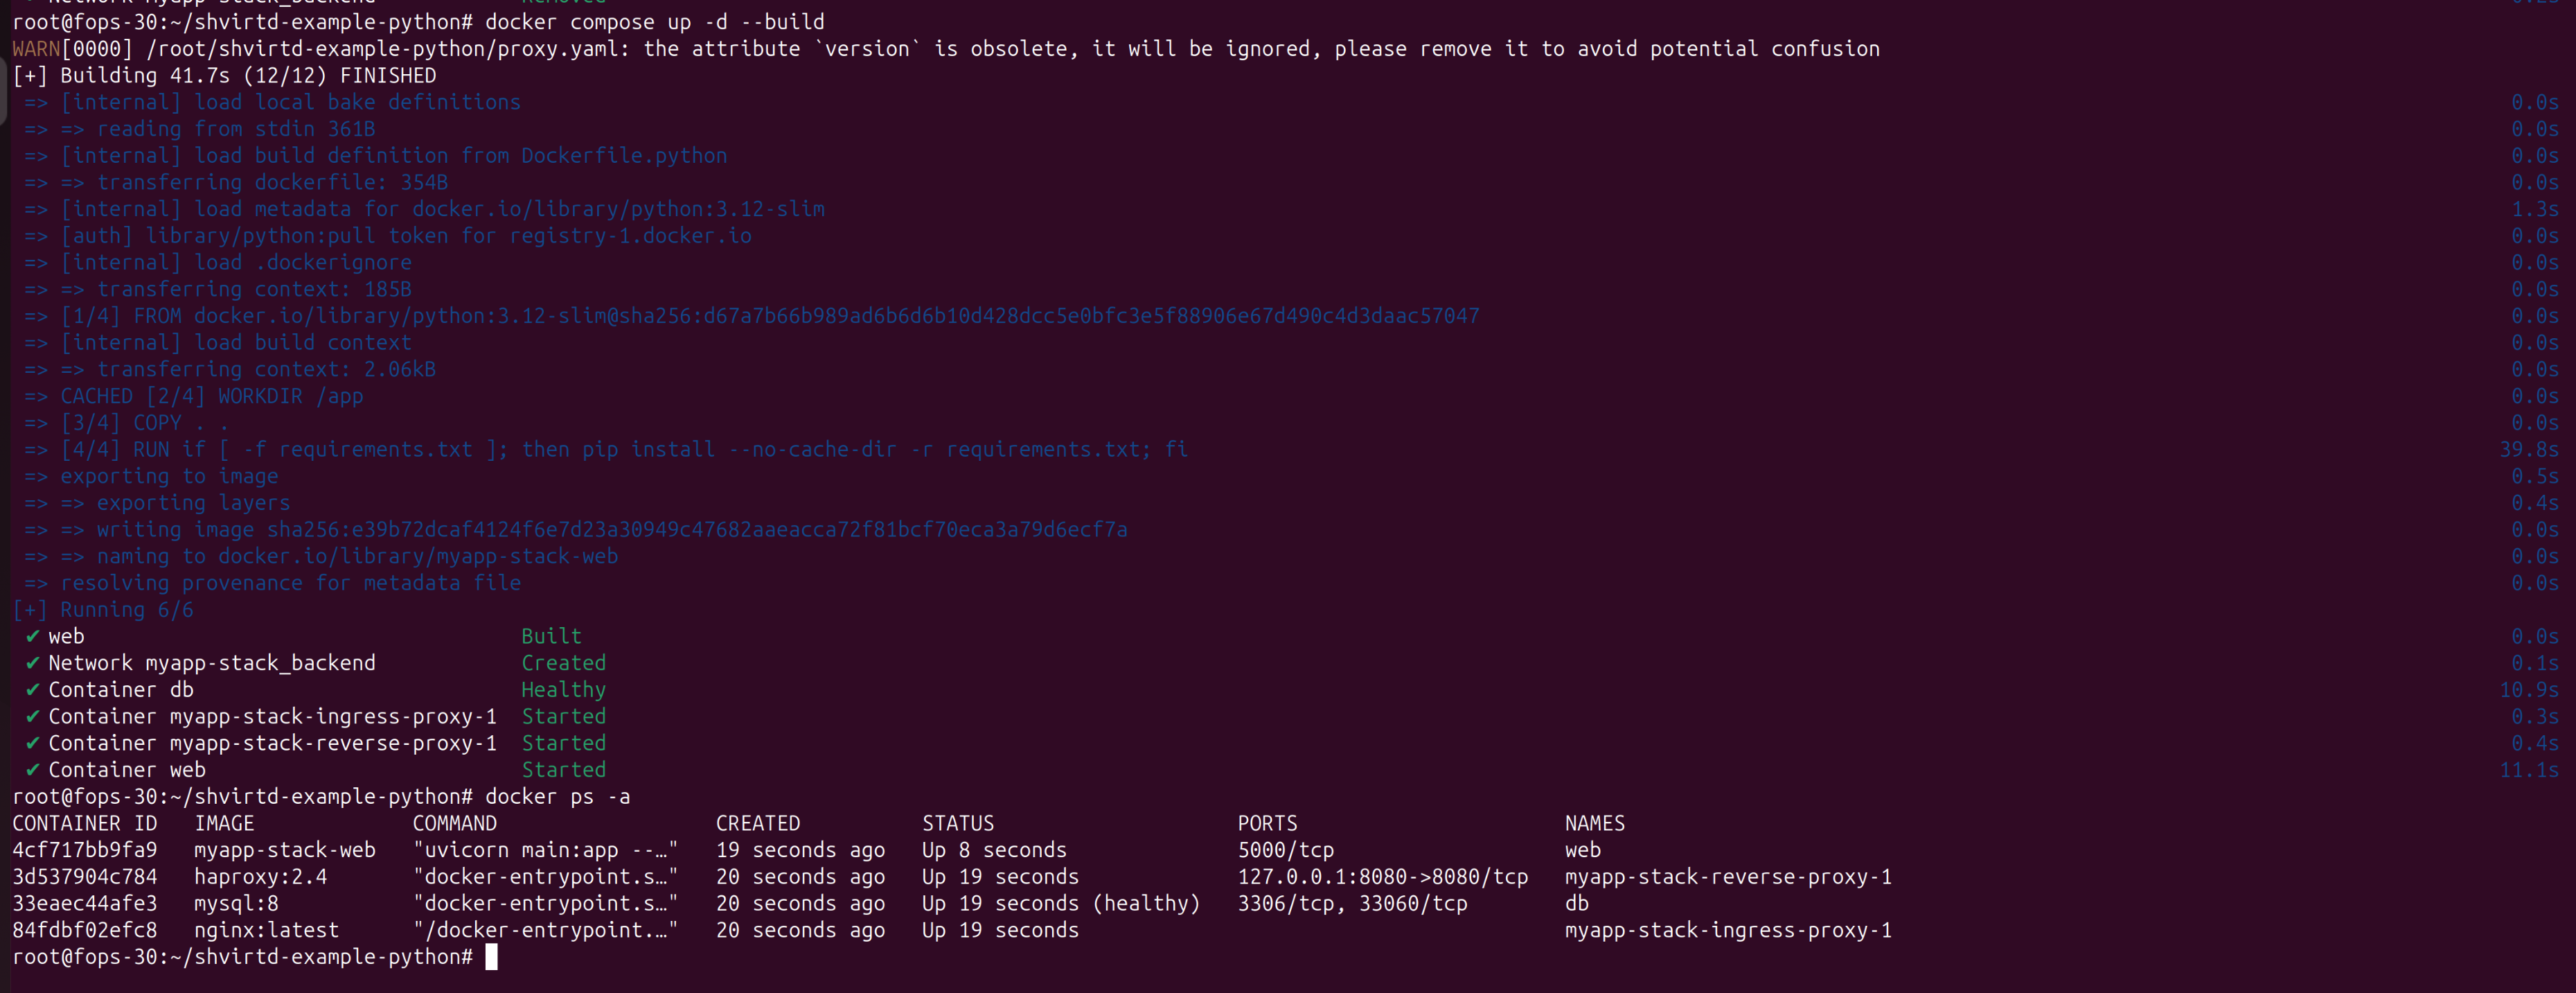 root@fops-30:~/shvirtd-example-python# docker compose up -d --build
WARN[0000] /root/shvirtd-example-python/proxy.yaml: the attribute `version` is obsolete, it will be ignored, please remove it to avoid potential confusion
[+] Building 41.7s (12/12) FINISHED
=> [internal] load local bake definitions 0.0s
=> => reading from stdin 361B 0.0s
=> [internal] load build definition from Dockerfile.python 0.0s
=> => transferring dockerfile: 354B 0.0s
=> [internal] load metadata for docker.io/library/python:3.12-slim 1.3s
=> [auth] library/python:pull token for registry-1.docker.io 0.0s
=> [internal] load .dockerignore 0.0s
=> => transferring context: 185B 0.0s
=> [1/4] FROM docker.io/library/python:3.12-slim@sha256:d67a7b66b989ad6b6d6b10d428dcc5e0bfc3e5f88906e67d490c4d3daac57047 0.0s
=> [internal] load build context 0.0s
=> => transferring context: 2.06kB 0.0s
=> CACHED [2/4] WORKDIR /app 0.0s
=> [3/4] COPY . . 0.0s
=> [4/4] RUN if [ -f requirements.txt ]; then pip install --no-cache-dir -r requirements.txt; fi 39.8s
=> exporting to image 0.5s
=> => exporting layers 0.4s
=> => writing image sha256:e39b72dcaf4124f6e7d23a30949c47682aaeacca72f81bcf70eca3a79d6ecf7a 0.0s
=> => naming to docker.io/library/myapp-stack-web 0.0s
=> resolving provenance for metadata file 0.0s
[+] Running 6/6
✔ web Built 0.0s
✔ Network myapp-stack_backend Created 0.1s
✔ Container db Healthy 10.9s
✔ Container myapp-stack-ingress-proxy-1 Started 0.3s
✔ Container myapp-stack-reverse-proxy-1 Started 0.4s
✔ Container web Started 11.1s
root@fops-30:~/shvirtd-example-python# docker ps -a
CONTAINER ID IMAGE COMMAND CREATED STATUS PORTS NAMES
4cf717bb9fa9 myapp-stack-web "uvicorn main:app --…" 19 seconds ago Up 8 seconds 5000/tcp web
3d537904c784 haproxy:2.4 "docker-entrypoint.s…" 20 seconds ago Up 19 seconds 127.0.0.1:8080->8080/tcp myapp-stack-reverse-proxy-1
33eaec44afe3 mysql:8 "docker-entrypoint.s…" 20 seconds ago Up 19 seconds (healthy) 3306/tcp, 33060/tcp db
84fdbf02efc8 nginx:latest "/docker-entrypoint.…" 20 seconds ago Up 19 seconds myapp-stack-ingress-proxy-1
root@fops-30:~/shvirtd-example-python#